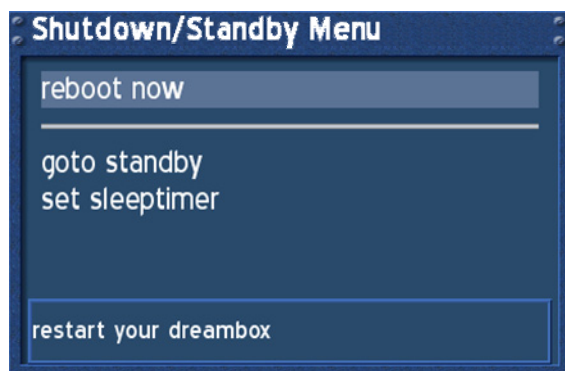 Shutdown/Standby Menu
reboot now
goto standby
set sleeptimer
restart your dreambox